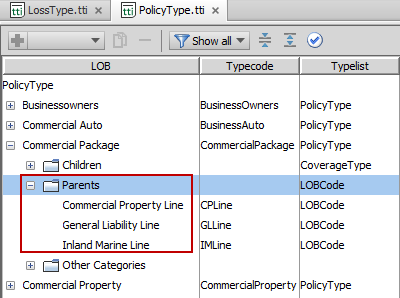 LossType.tti × PolicyType.tti ×
Show all
LOB Typecode Typelist
PolicyType
Businessowners BusinessOwners PolicyType
Commercial Auto BusinessAuto PolicyType
Commercial Package CommercialPackage PolicyType
Children CoverageType
Parents LOBCode
Commercial Property Line CPLine LOBCode
General Liability Line GLLine LOBCode
Inland Marine Line IMLine LOBCode
Other Categories
Commercial Property CommercialProperty PolicyType